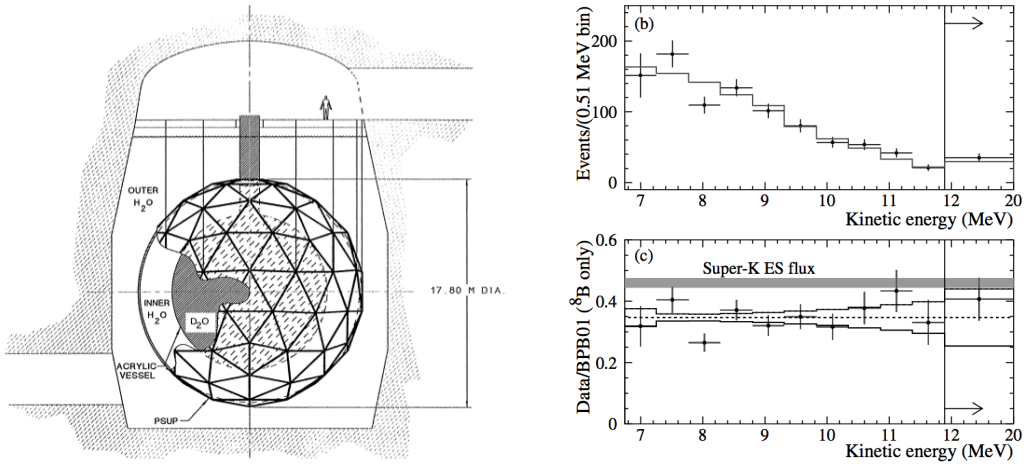 OUTER
H2O
INNER
H2O
D2O
17.80 M DIA.
ACRYLIC
VESSEL
PSUP
(b)
Events/(0.51 MeV bin)
200
100
0
7 8 9 10 11 12 20
Kinetic energy (MeV)
(c)
Data/BPB01 (8B only)
0.6
Super-K ES flux
0.4
0.2
0
7 8 9 10 11 12 20
Kinetic energy (MeV)